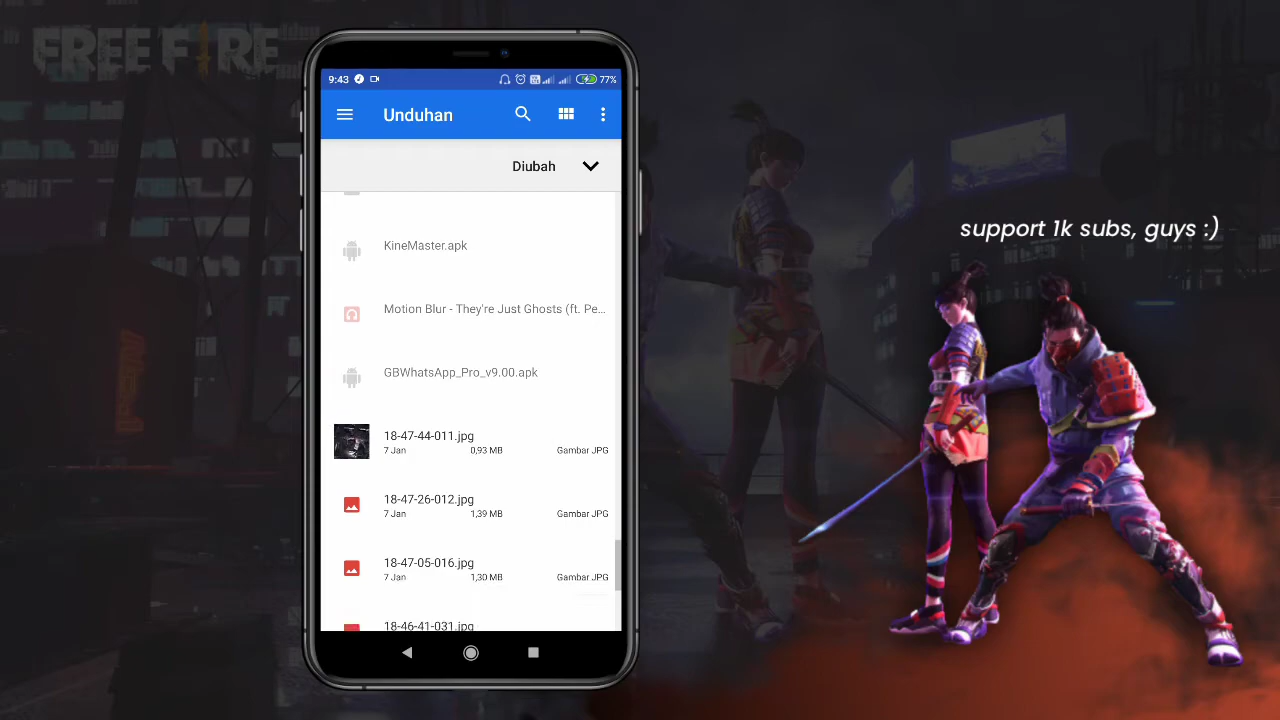 FREE FIRE
9:43
77%
Unduhan
Diubah
KineMaster.apk
Motion Blur - They're Just Ghosts (ft. Pe...
GBWhatsApp_Pro_v9.00.apk
18-47-44-011.jpg
7 Jan 0,93 MB Gambar JPG
18-47-26-012.jpg
7 Jan 1,39 MB Gambar JPG
18-47-05-016.jpg
7 Jan 1,30 MB Gambar JPG
18-46-41-031.jpg
support 1k subs, guys :)